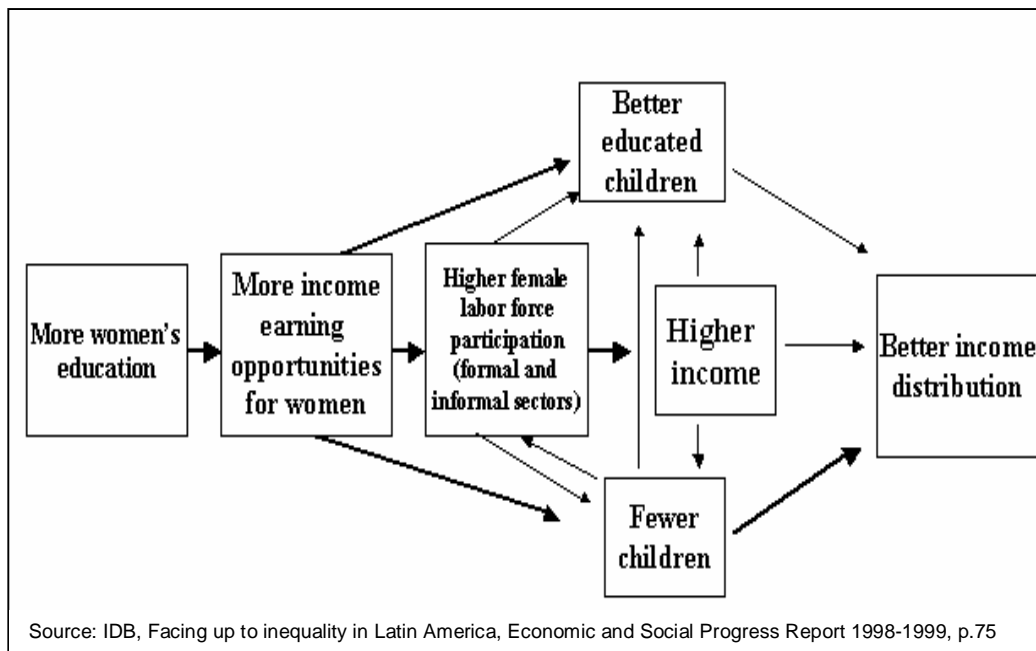 More women's
education
More income
earning
opportunities
for women
Higher female
labor force
participation
(formal and
informal sectors)
Better
educated
children
Higher
income
Fewer
children
Better income
distribution
Source: IDB, Facing up to inequality in Latin America, Economic and Social Progress Report 1998-1999, p.75